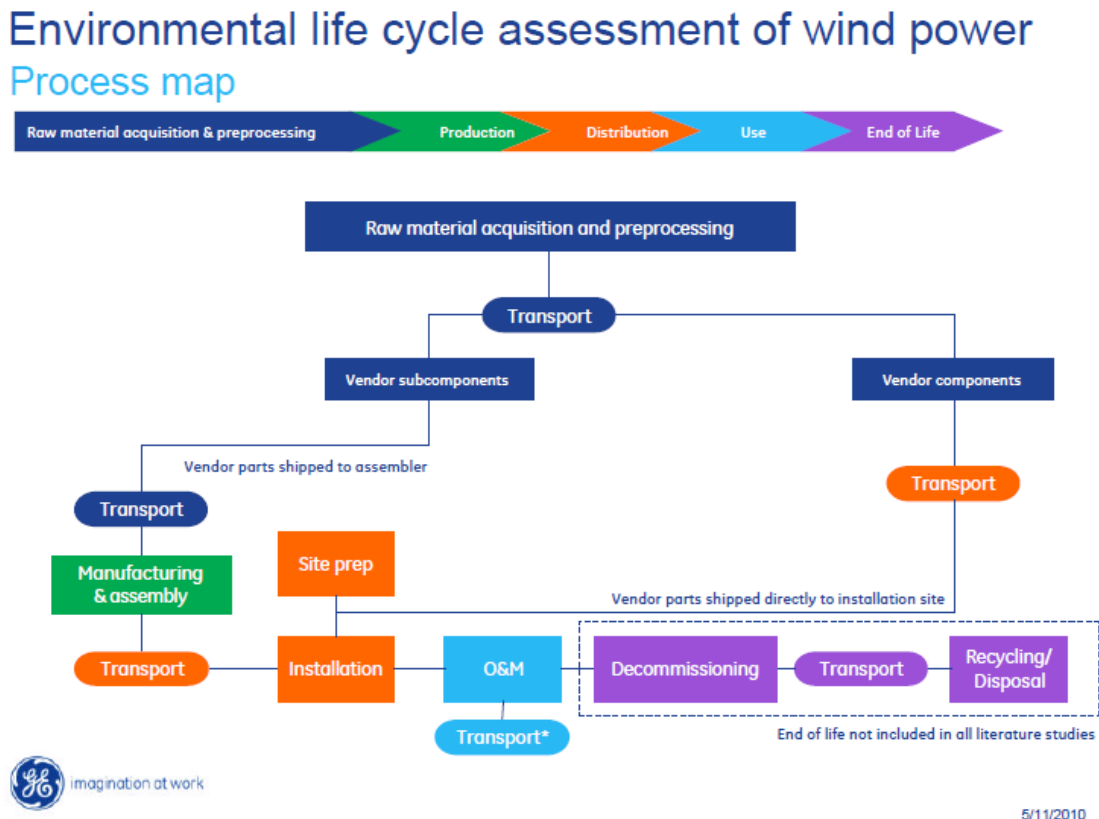 Environmental life cycle assessment of wind power
Process map
Raw material acquisition & preprocessing
Production
Distribution
Use
End of Life
Raw material acquisition and preprocessing
Transport
Vendor subcomponents
Vendor components
Vendor parts shipped to assembler
Transport
Transport
Site prep
Manufacturing
& assembly
Vendor parts shipped directly to installation site
Transport
Installation
O&M
Decommissioning
Transport
Recycling/
Disposal
Transport*
End of life not included in all literature studies
GE
imagination at work
5/11/2010